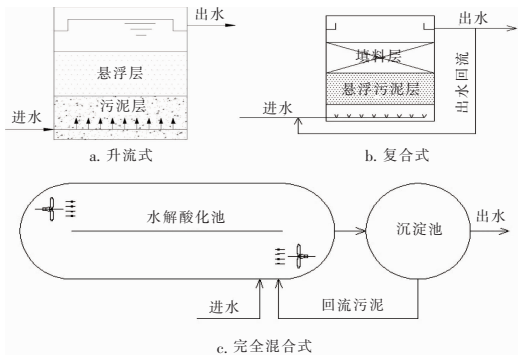 出水
悬浮层
污泥层
进水
a. 升流式
出水
填料层
悬浮污泥层
出水回流
进水
b. 复合式
水解酸化池
沉淀池
出水
进水
回流污泥
c. 完全混合式